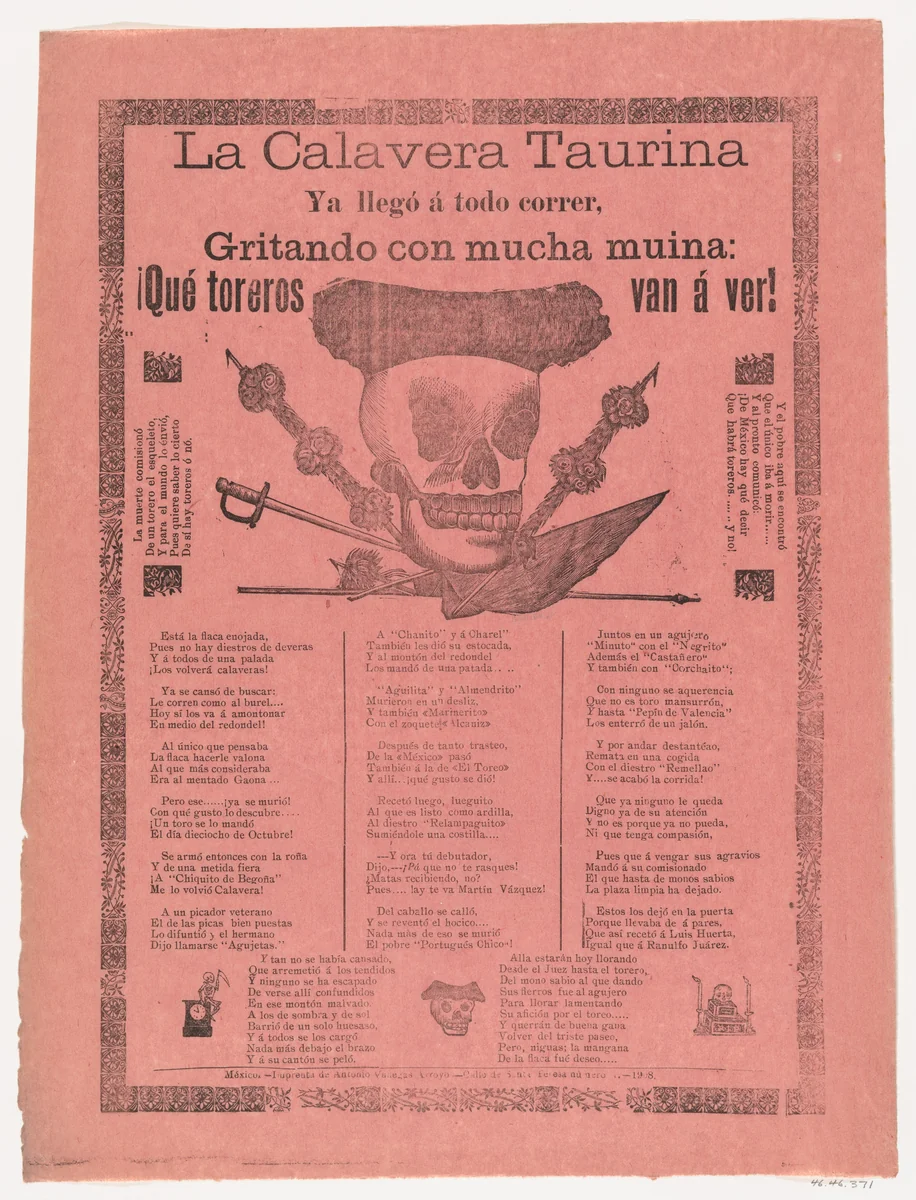 La Calavera Taurina
Ya llegó á todo correr,
Gritando con mucha muina:
¡Qué toreros van á ver!
La muerte comisionó
De un torero el esqueleto,
Y para el mundo lo envió,
Pues quiere saber lo cierto
De si hay toreros ó nó.
Y el pobre aquí se encontró
Que el único iba á morir......
Y al pronto comunicó:
¡De México hay qué decir
Que habrá toreros. ..... y no!
Está la flaca enojada,
Pues no hay diestros de deveras
Y á todos de una palada
¡Los volverá calaveras!
Ya se cansó de buscar:
Le corren como al burel....
Hoy sí los va á amontonar
En medio del redondel!
Al único que pensaba
La flaca hacerle valona
Al que más consideraba
Era al mentado Gaona ...
Pero ese......¡ya se murió!
Con qué gusto lo descubre.....
¡Un toro se lo mandó
El día dieciocho de Octubre!
Se armó entonces con la roña
Y de una metida fiera
¡A "Chiquito de Begoña"
Me lo volvió Calavera!
A un picador veterano
El de las picas bien puestas
Lo difuntió y el hermano
Dijo llamarse "Agujetas."
A "Chanito" y á Charel"
También les dió su estocada,
Y al montón del redondel
Los mandó de una patada . . ..
"Aguilita" y "Almendrito"
Murieron en un desliz,
Y también «Marinerito»
Con el zoquete «Alcañiz»
Después de tanto trasteo,
De la «México» pasó
También á la de «El Toreo»
Y allí...¡qué gusto se dió!
Recetó luego, lueguito
Al que es listo como ardilla,
Al diestro "Relampaguito»
Sumiéndole una costilla....
—Y ora tú debutador,
Dijo,—¡Pá que no te rasques!
¿Matas recibiendo, no?
Pues.... ¡ay te va Martín Vázquez!
Del caballo se calló,
Y se reventó el hocico....
Nada más de eso se murió
El pobre "Portugués Chico"!
Juntos en un agujero
"Minuto" con el "Negrito"
Además el "Castañero"
Y también con "Corchaito";
Con ninguno se aquerencia
Que no es toro mansurrón,
Y hasta "Pepín de Valencia"
Los enterró de un jalón.
Y por andar destantéao,
Remata en una cogida
Con el diestro "Remellao"
Y....se acabó la corrida!
Que ya ninguno le queda
Digno ya de su atención
Y no es porque ya no pueda,
Ni que tenga compasión,
Pues que á vengar sus agravios
Mandó á su comisionado
El que hasta de monos sabios
La plaza limpia ha dejado.
Estos los dejó en la puerta
Porque llevaba de á pares,
Que así recetó á Luis Huerta,
Igual que á Ranulfo Juárez.
Y tan no se había cansado,
Que arremetió á los tendidos
Y ninguno se ha escapado
De verse allí confundidos
En ese montón malvado.
A los de sombra y de sol
Barrió de un solo huesaso,
Y á todos se los cargó
Nada más debajo el brazo
Y á su cantón se peló.
Alla estarán hoy llorando
Desde el Juez hasta el torero,
Del mono sabio al que dando
Sus fierros fue al agujero
Para llorar lamentando
Su afición por el toreo.....
Y querrán de buena gana
Volver del triste paseo,
Pero, niguas; la mangana
De la flaca fué deseo.....
México.—Imprenta de Antonio Vanegas Arroyo.—Calle de Santa Teresa número .—1908.
46.46.371